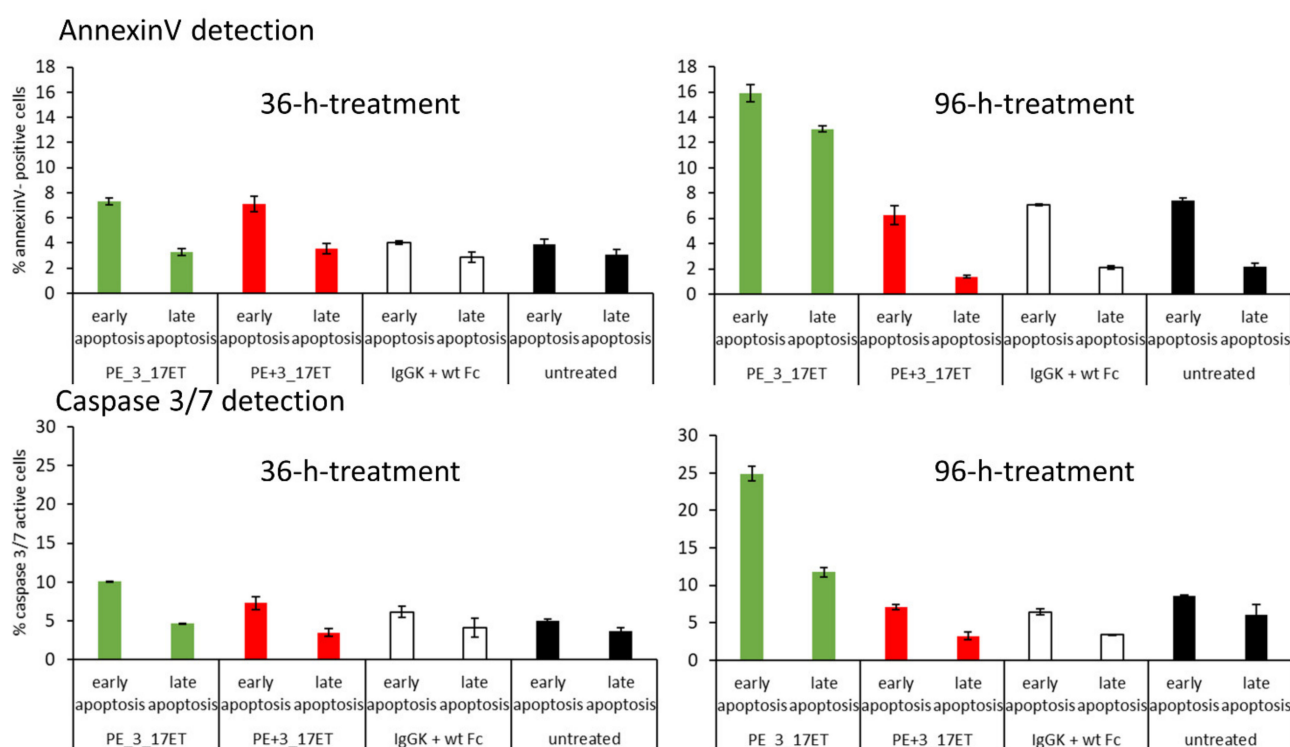 AnnexinV detection
36-h-treatment
% annexinV- positive cells
18
16
14
12
10
8
6
4
2
0
early apoptosis late apoptosis early apoptosis late apoptosis early apoptosis late apoptosis early apoptosis late apoptosis
PE_3_17ET PE+3_17ET IgGK + wt Fc untreated
96-h-treatment
18
16
14
12
10
8
6
4
2
0
early apoptosis late apoptosis early apoptosis late apoptosis early apoptosis late apoptosis early apoptosis late apoptosis
PE_3_17ET PE+3_17ET IgGK + wt Fc untreated
Caspase 3/7 detection
36-h-treatment
% caspase 3/7 active cells
30
25
20
15
10
5
0
early apoptosis late apoptosis early apoptosis late apoptosis early apoptosis late apoptosis early apoptosis late apoptosis
PE_3_17ET PE+3_17ET IgGK + wt Fc untreated
96-h-treatment
30
25
20
15
10
5
0
early apoptosis late apoptosis early apoptosis late apoptosis early apoptosis late apoptosis early apoptosis late apoptosis
PE_3_17ET PE+3_17ET IgGK + wt Fc untreated